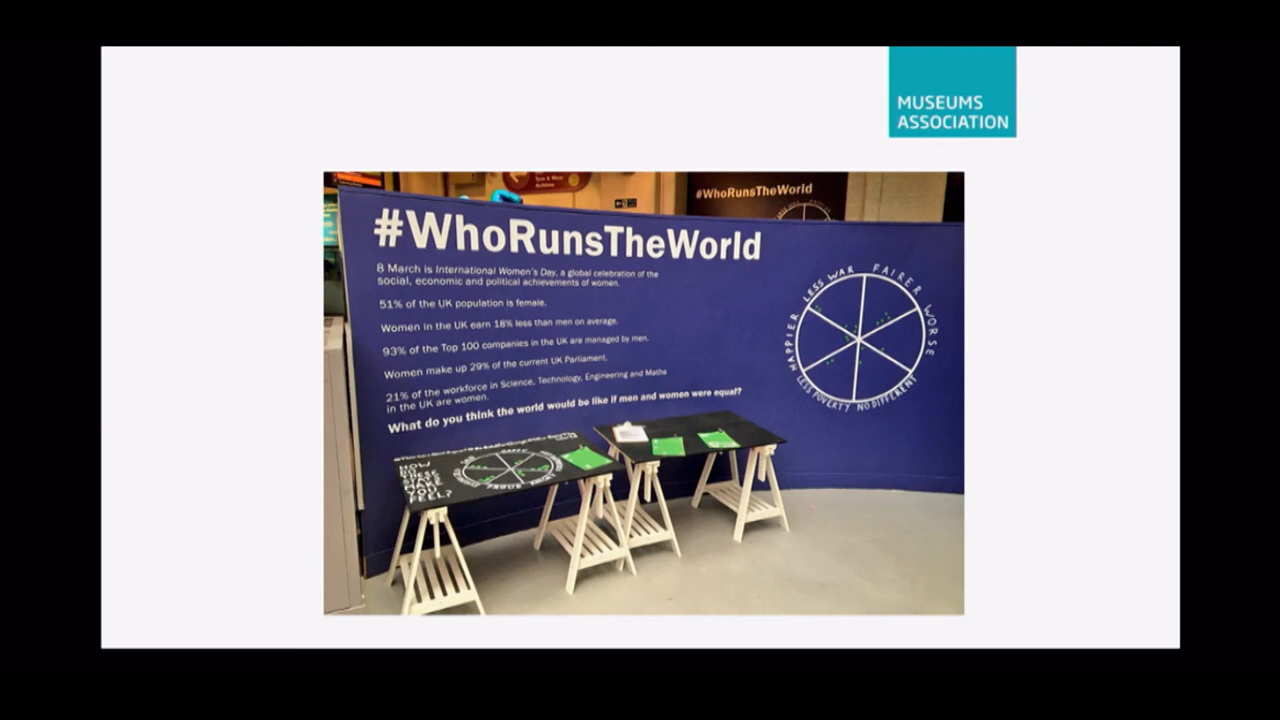 MUSEUMS
ASSOCIATION
Tyne & Wear
Archives
#WhoRunsTheWorld
#WhoRunsTheWorld
8 March is International Women's Day, a global celebration of the
social, economic and political achievements of women.
51% of the UK population is female.
Women in the UK earn 18% less than men on average.
93% of the Top 100 companies in the UK are managed by men.
Women make up 29% of the current UK Parliament.
21% of the workforce in Science, Technology, Engineering and Maths
in the UK are women.
What do you think the world would be like if men and women were equal?
LESS WAR
FAIRER
WORSE
NO DIFFERENT
LESS POVERTY
HAPPIER
HOW
DO
THESE
STATS
MAKE
YOU
FEEL?